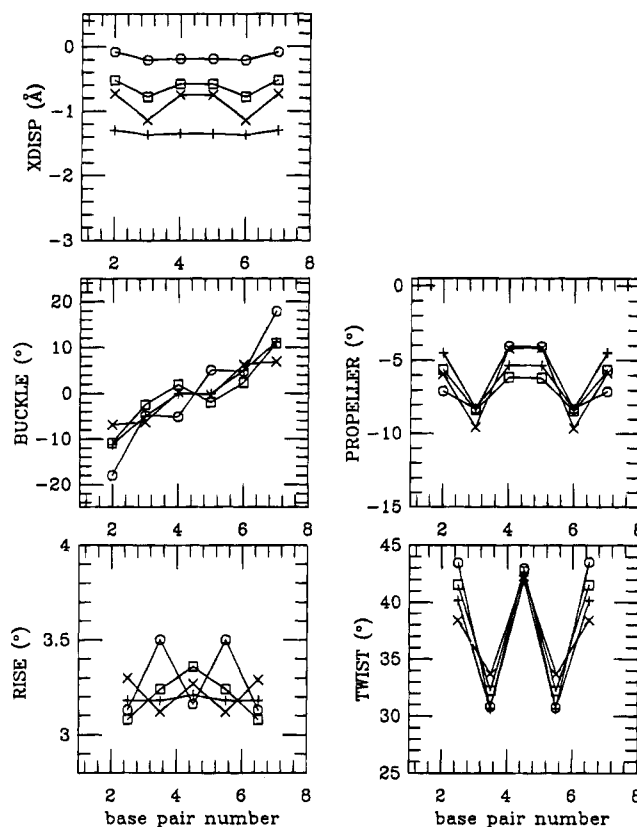 0
-1
-2
-3
XDISP (Å)
2 4 6 8
20
10
0
-10
-20
BUCKLE (°)
2 4 6 8
0
-5
-10
-15
PROPELLER (°)
2 4 6 8
4
3.5
3
RISE (°)
2 4 6 8
base pair number
45
40
35
30
25
TWIST (°)
2 4 6 8
base pair number